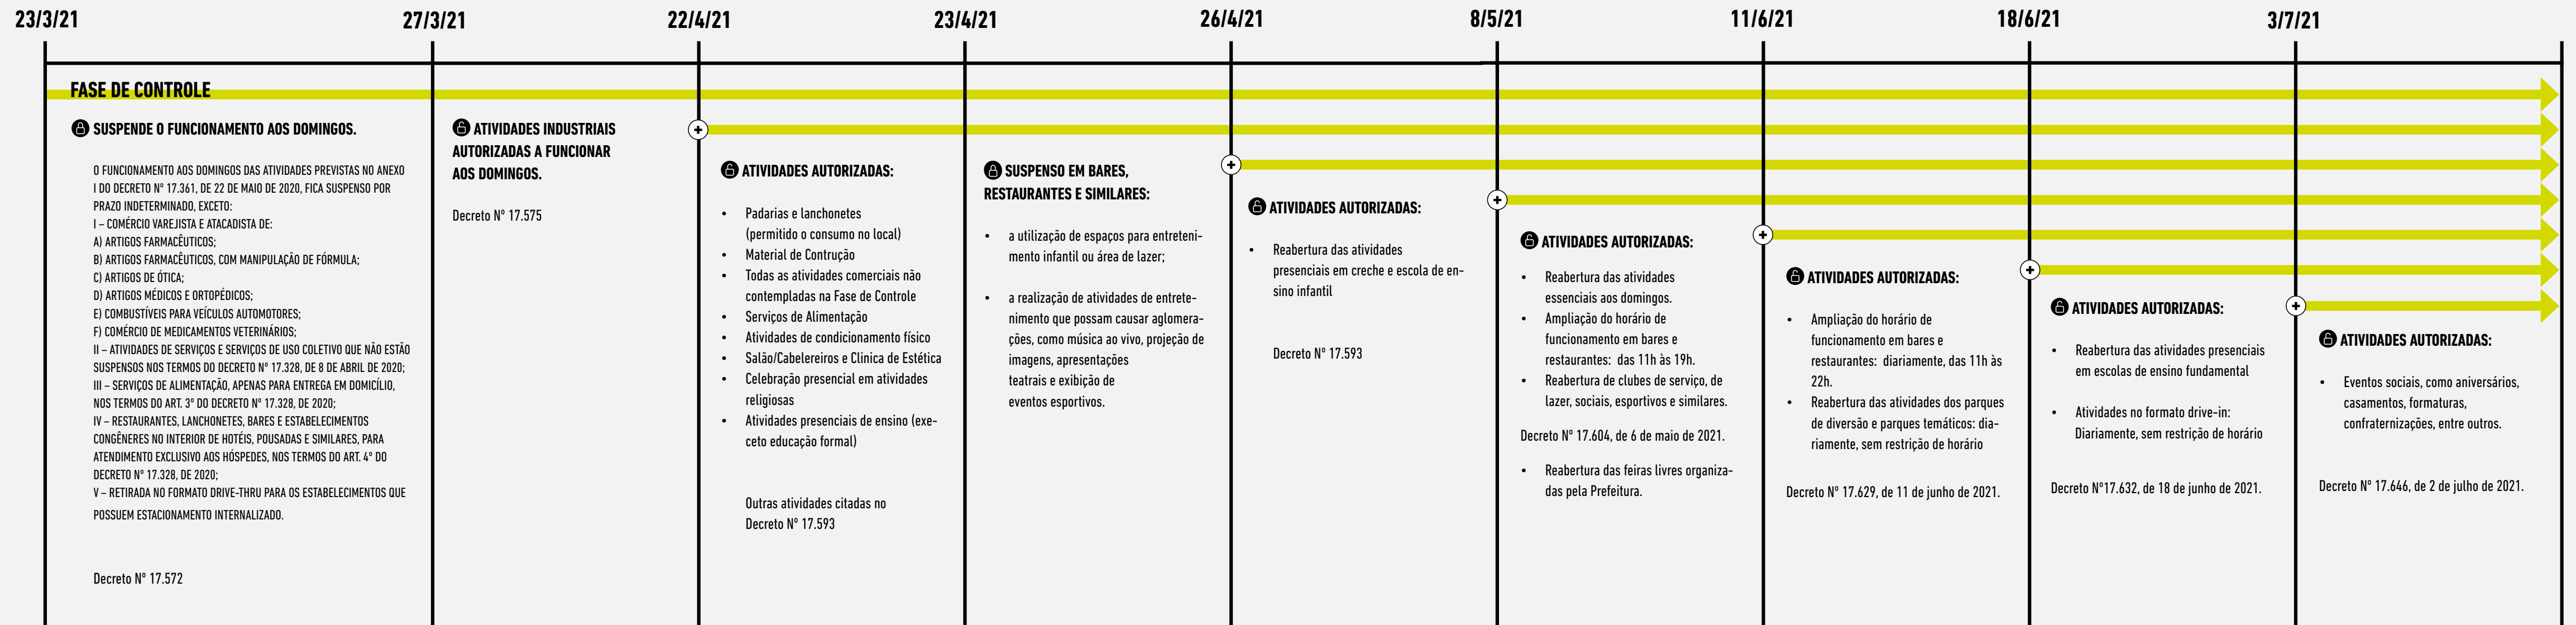 23/3/21
27/3/21
22/4/21
23/4/21
26/4/21
8/5/21
11/6/21
18/6/21
3/7/21
FASE DE CONTROLE
SUSPENDE O FUNCIONAMENTO AOS DOMINGOS.
O FUNCIONAMENTO AOS DOMINGOS DAS ATIVIDADES PREVISTAS NO ANEXO
I DO DECRETO Nº 17.361, DE 22 DE MAIO DE 2020, FICA SUSPENSO POR
PRAZO INDETERMINADO, EXCETO:
I – COMÉRCIO VAREJISTA E ATACADISTA DE:
A) ARTIGOS FARMACÊUTICOS;
B) ARTIGOS FARMACÊUTICOS, COM MANIPULAÇÃO DE FÓRMULA;
C) ARTIGOS DE ÓTICA;
D) ARTIGOS MÉDICOS E ORTOPÉDICOS;
E) COMBUSTÍVEIS PARA VEÍCULOS AUTOMOTORES;
F) COMÉRCIO DE MEDICAMENTOS VETERINÁRIOS;
II – ATIVIDADES DE SERVIÇOS E SERVIÇOS DE USO COLETIVO QUE NÃO ESTÃO
SUSPENSOS NOS TERMOS DO DECRETO Nº 17.328, DE 8 DE ABRIL DE 2020;
III – SERVIÇOS DE ALIMENTAÇÃO, APENAS PARA ENTREGA EM DOMICÍLIO,
NOS TERMOS DO ART. 3º DO DECRETO Nº 17.328, DE 2020;
IV – RESTAURANTES, LANCHONETES, BARES E ESTABELECIMENTOS
CONGÊNERES NO INTERIOR DE HOTÉIS, POUSADAS E SIMILARES, PARA
ATENDIMENTO EXCLUSIVO AOS HÓSPEDES, NOS TERMOS DO ART. 4º DO
DECRETO Nº 17.328, DE 2020;
V – RETIRADA NO FORMATO DRIVE-THRU PARA OS ESTABELECIMENTOS QUE
POSSUEM ESTACIONAMENTO INTERNALIZADO.
Decreto Nº 17.572
ATIVIDADES INDUSTRIAIS
AUTORIZADAS A FUNCIONAR
AOS DOMINGOS.
Decreto Nº 17.575
ATIVIDADES AUTORIZADAS:
• Padarias e lanchonetes
(permitido o consumo no local)
• Material de Contrução
• Todas as atividades comerciais não
contempladas na Fase de Controle
• Serviços de Alimentação
• Atividades de condicionamento físico
• Salão/Cabelereiros e Clinica de Estética
• Celebração presencial em atividades
religiosas
• Atividades presenciais de ensino (exe-
ceto educação formal)
Outras atividades citadas no
Decreto Nº 17.593
SUSPENSO EM BARES,
RESTAURANTES E SIMILARES:
• a utilização de espaços para entreteni-
mento infantil ou área de lazer;
• a realização de atividades de entrete-
nimento que possam causar aglomera-
ções, como música ao vivo, projeção de
imagens, apresentações
teatrais e exibição de
eventos esportivos.
ATIVIDADES AUTORIZADAS:
• Reabertura das atividades
presenciais em creche e escola de en-
sino infantil
Decreto Nº 17.593
ATIVIDADES AUTORIZADAS:
• Reabertura das atividades
essenciais aos domingos.
• Ampliação do horário de
funcionamento em bares e
restaurantes: das 11h às 19h.
• Reabertura de clubes de serviço, de
lazer, sociais, esportivos e similares.
Decreto Nº 17.604, de 6 de maio de 2021.
• Reabertura das feiras livres organiza-
das pela Prefeitura.
ATIVIDADES AUTORIZADAS:
• Ampliação do horário de
funcionamento em bares e
restaurantes: diariamente, das 11h às
22h.
• Reabertura das atividades dos parques
de diversão e parques temáticos: dia-
riamente, sem restrição de horário
Decreto Nº 17.629, de 11 de junho de 2021.
ATIVIDADES AUTORIZADAS:
• Reabertura das atividades presenciais
em escolas de ensino fundamental
• Atividades no formato drive-in:
Diariamente, sem restrição de horário
Decreto Nº17.632, de 18 de junho de 2021.
ATIVIDADES AUTORIZADAS:
• Eventos sociais, como aniversários,
casamentos, formaturas,
confraternizações, entre outros.
Decreto Nº 17.646, de 2 de julho de 2021.